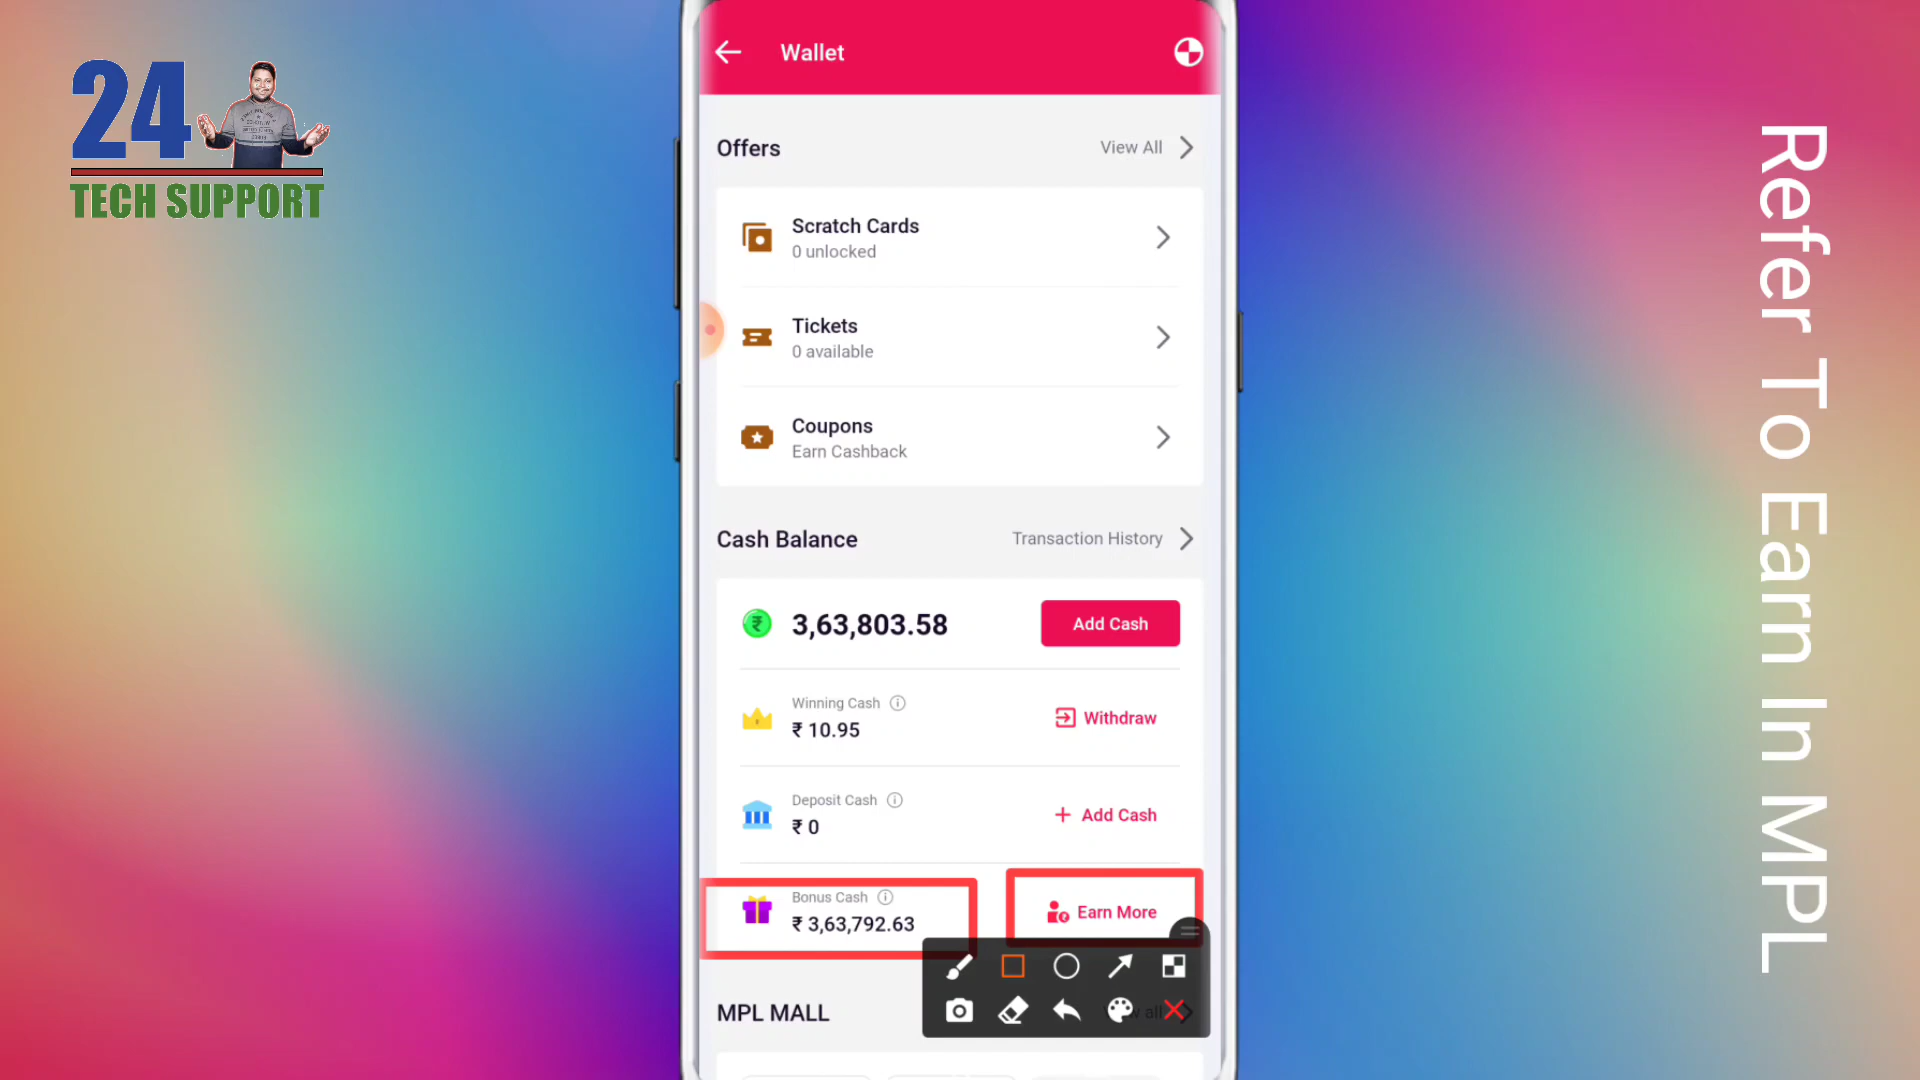 24
TECH SUPPORT
Wallet
Offers
View All
Scratch Cards
0 unlocked
Tickets
0 available
Coupons
Earn Cashback
Cash Balance
Transaction History
3,63,803.58
Add Cash
Winning Cash
₹ 10.95
Withdraw
Deposit Cash
₹ 0
+ Add Cash
Bonus Cash
₹ 3,63,792.63
Earn More
MPL MALL
Refer To Earn In MPL